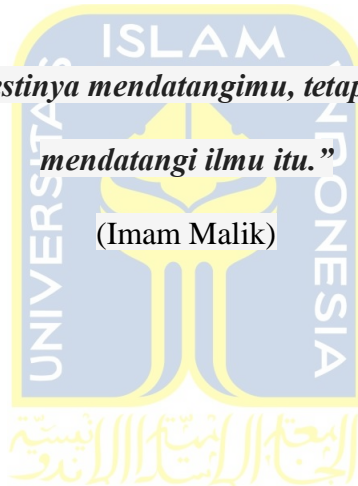 ISLAM
estinya mendatangimu, tetap
mendatangi ilmu itu.”
(Imam Malik)
UNIVERSITAS
INDONESIA